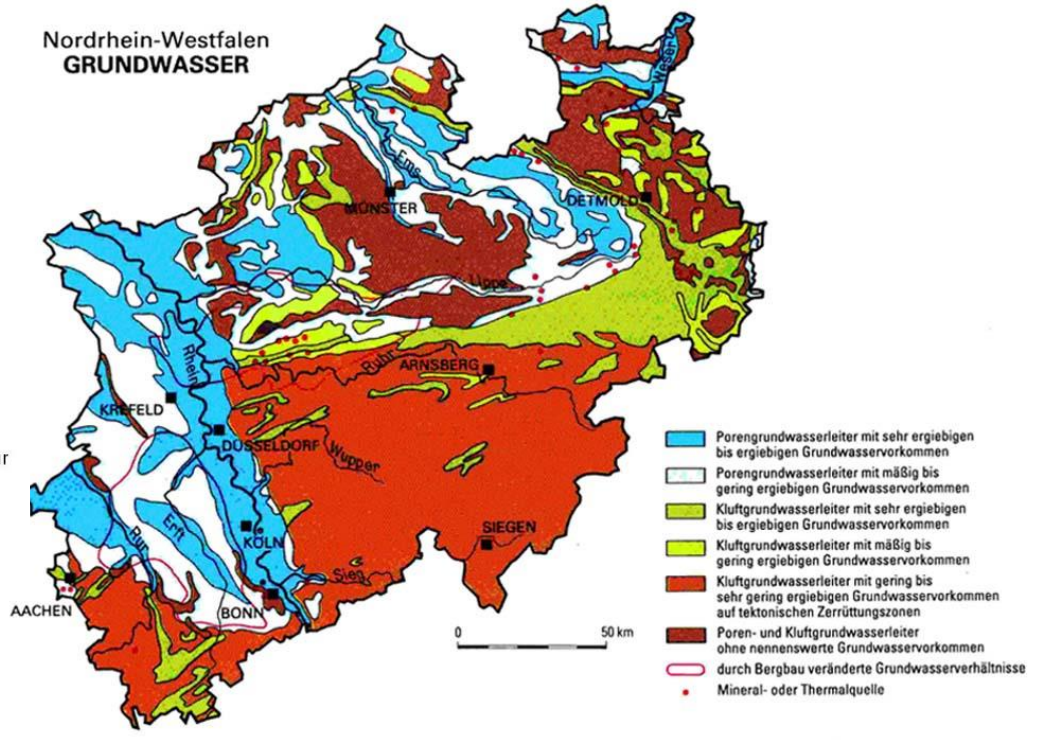 Nordrhein-Westfalen
GRUNDWASSER
Weser
Ems
MÜNSTER
DETMOLD
Lippe
Rhein
Ruhr
ARNSBERG
KREFELD
DÜSSELDORF
Wupper
ur
Erft
Rur
KÖLN
SIEGEN
Sieg
AACHEN
BONN
0 50 km
Porengrundwasserleiter mit sehr ergiebigen
bis ergiebigen Grundwasservorkommen
Porengrundwasserleiter mit mäßig bis
gering ergiebigen Grundwasservorkommen
Kluftgrundwasserleiter mit sehr ergiebigen
bis ergiebigen Grundwasservorkommen
Kluftgrundwasserleiter mit mäßig bis
gering ergiebigen Grundwasservorkommen
Kluftgrundwasserleiter mit gering bis
sehr gering ergiebigen Grundwasservorkommen
auf tektonischen Zerrüttungszonen
Poren- und Kluftgrundwasserleiter
ohne nennenswerte Grundwasservorkommen
durch Bergbau veränderte Grundwasserverhältnisse
Mineral- oder Thermalquelle